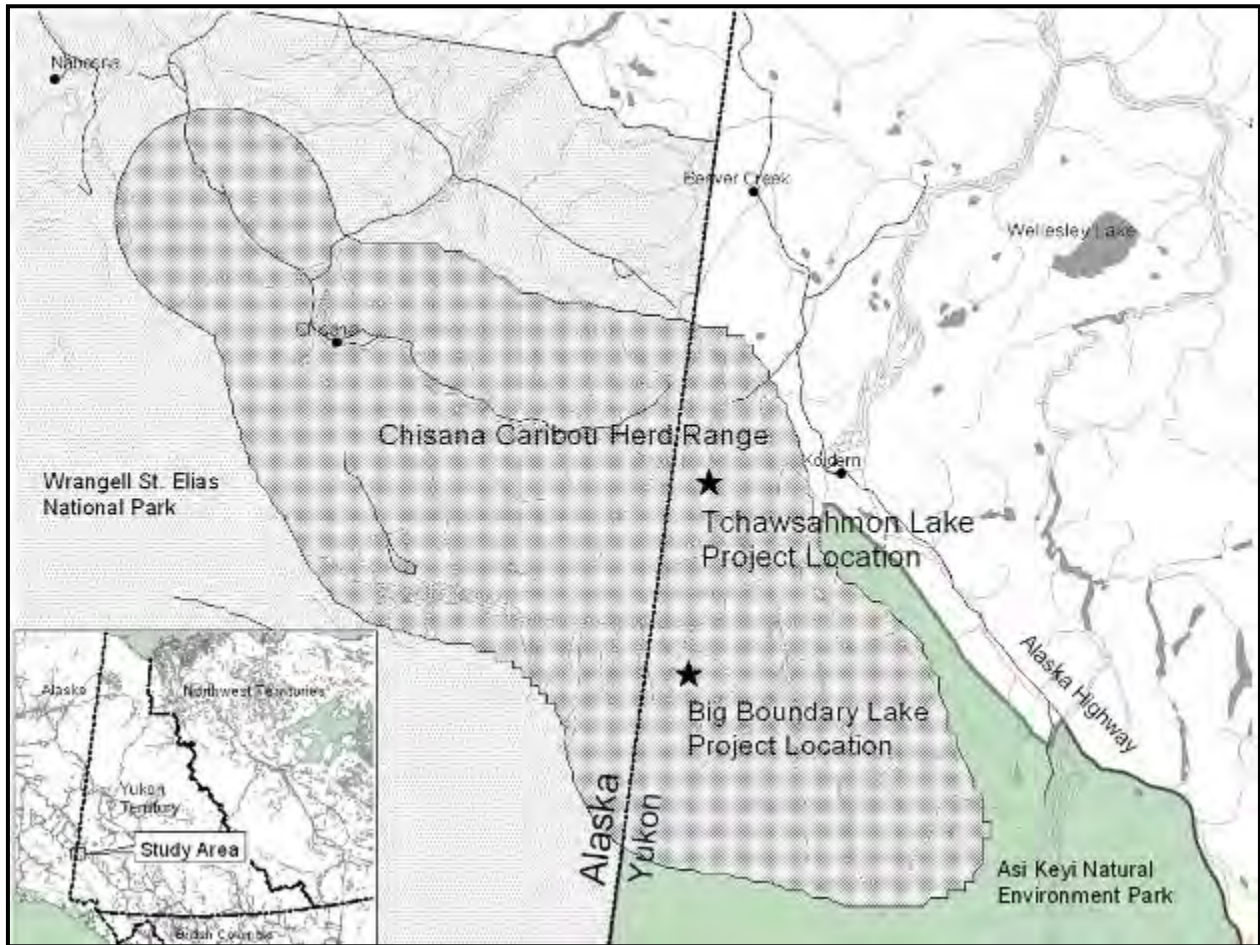 Nabesna
Beaver Creek
Wellesley Lake
Chisana
Chisana Caribou Herd Range
Koidern
Wrangell St. Elias
National Park
Tchawsahmon Lake
Project Location
Alaska Highway
Big Boundary Lake
Project Location
Alaska
Yukon
Asi Keyi Natural
Environment Park
Alaska
Northwest Territories
Yukon
Territory
Study Area
British Columbia